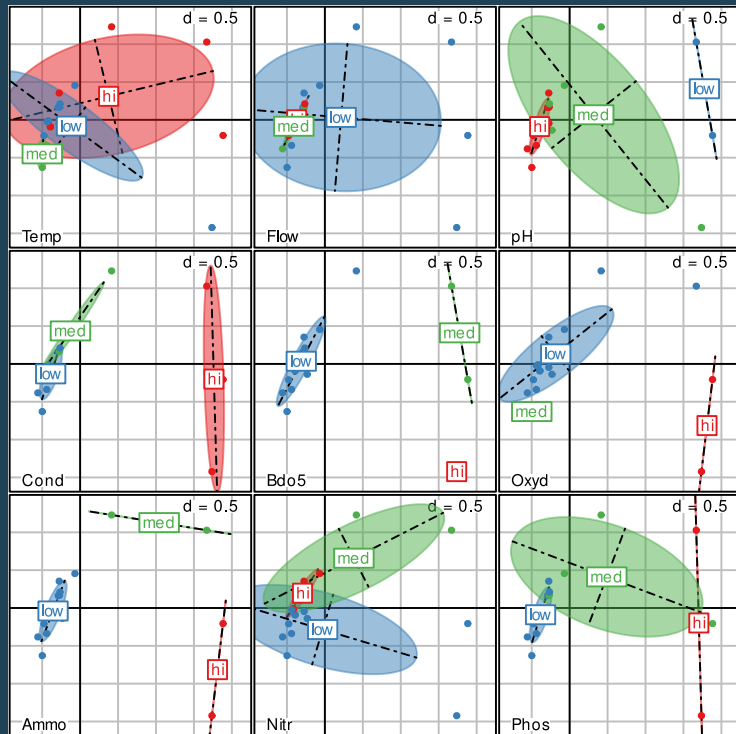 d = 0.5
hi
low
med
Temp
d = 0.5
low
med
Flow
d = 0.5
med
hi
pH
d = 0.5
med
low
hi
Cond
d = 0.5
med
low
hi
Bdo5
d = 0.5
low
med
hi
Oxyd
d = 0.5
med
low
hi
Ammo
d = 0.5
med
hi
low
Nitr
d = 0.5
med
low
hi
Phos